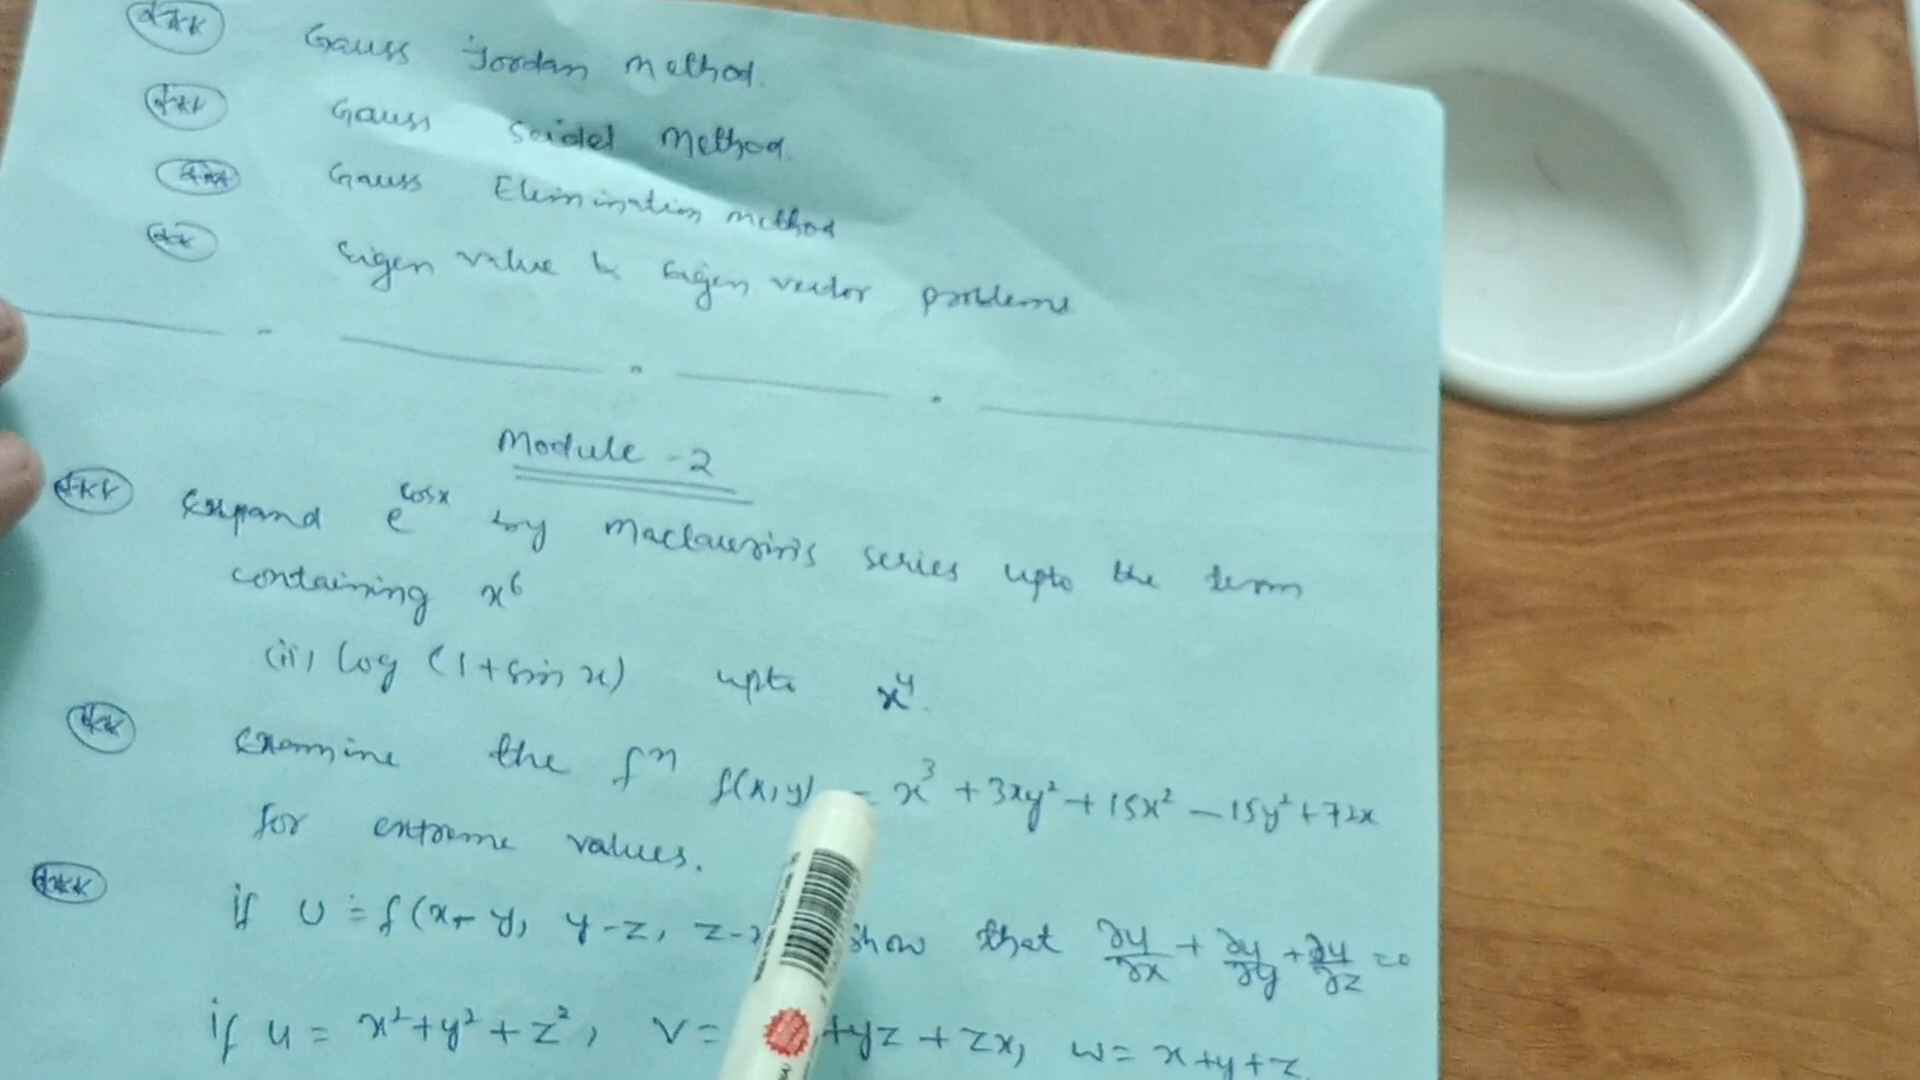 Gauss Jordan method.
Gauss Seidel Method.
Gauss Elimination method
Eigen value & Eigen vector problems
Module - 2
Expand e^cosx by Maclaurin's series upto the term
containing x^6
(ii) log (1+sin x) upto x^4.
Examine the f^n f(x,y) = x^3 + 3xy^2 + 15x^2 - 15y^2 + 72x
for extreme values.
if U = f(x-y, y-z, z- show that ∂u/∂x + ∂u/∂y + ∂u/∂z = 0
if u = x^2+y^2+z^2, v= +yz + zx, w= x+y+z.